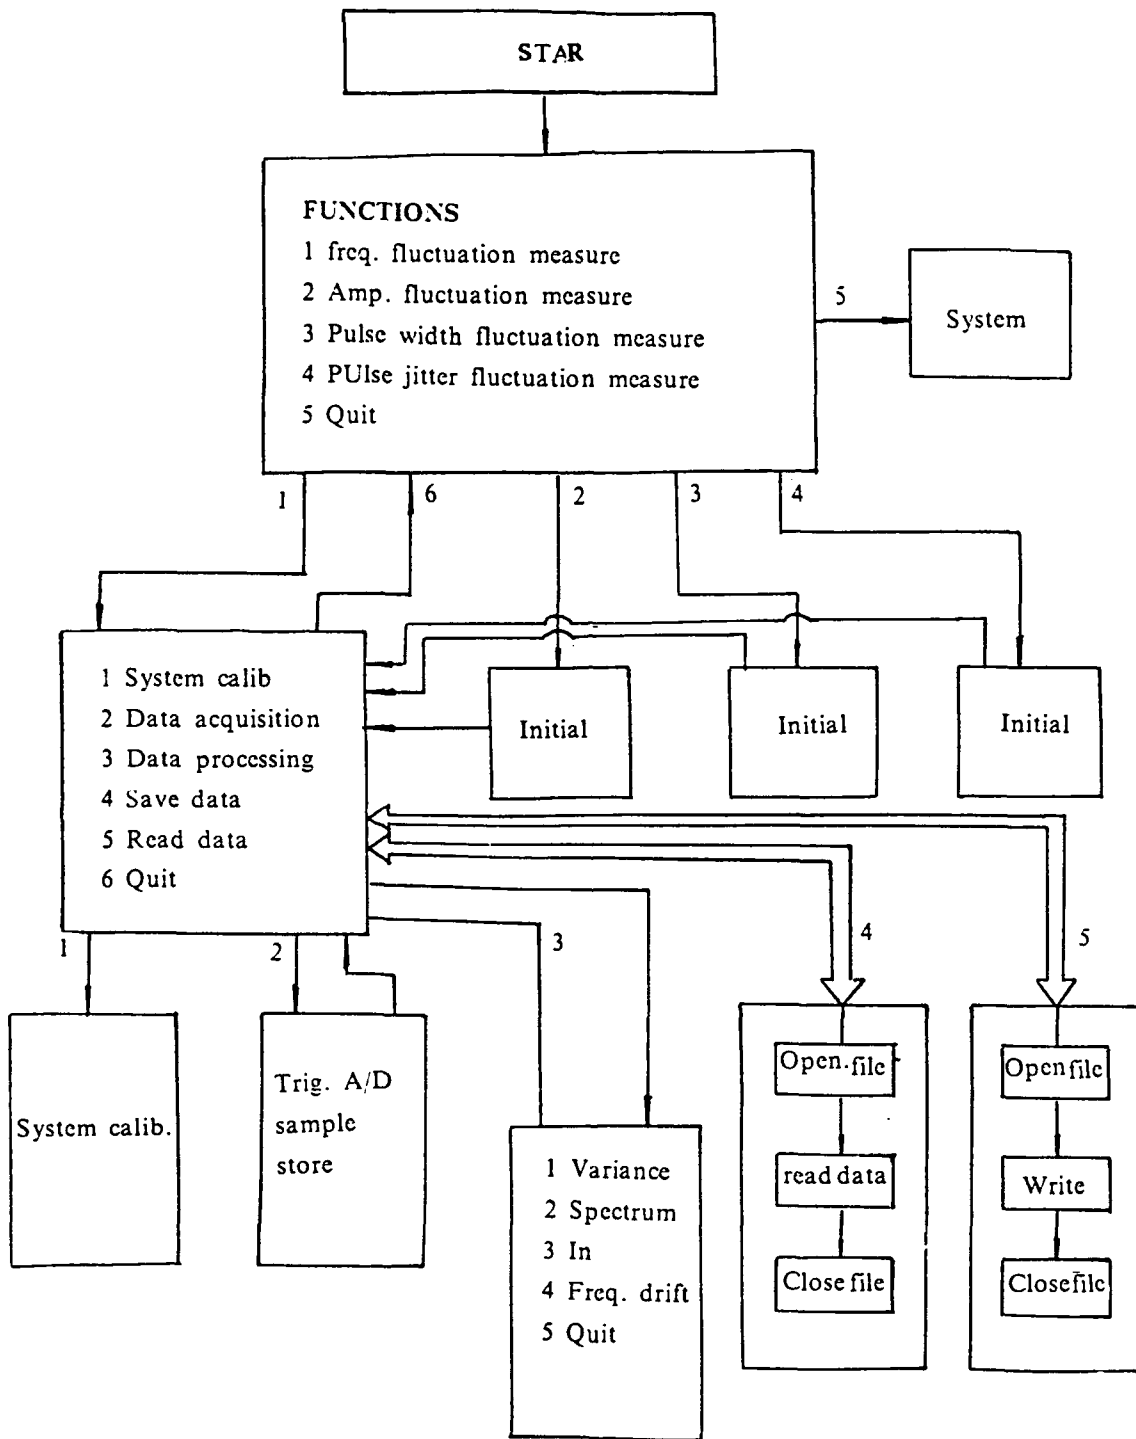 STAR
FUNCTIONS
1 freq. fluctuation measure
2 Amp. fluctuation measure
3 Pulse width fluctuation measure
4 PUlse jitter fluctuation measure
5 Quit
5
System
1
6
2
3
4
1 System calib
2 Data acquisition
3 Data processing
4 Save data
5 Read data
6 Quit
Initial
Initial
Initial
1
2
3
4
5
System calib.
Trig. A/D
sample
store
1 Variance
2 Spectrum
3 In
4 Freq. drift
5 Quit
Open. file
read data
Close file
Open file
Write
Close file